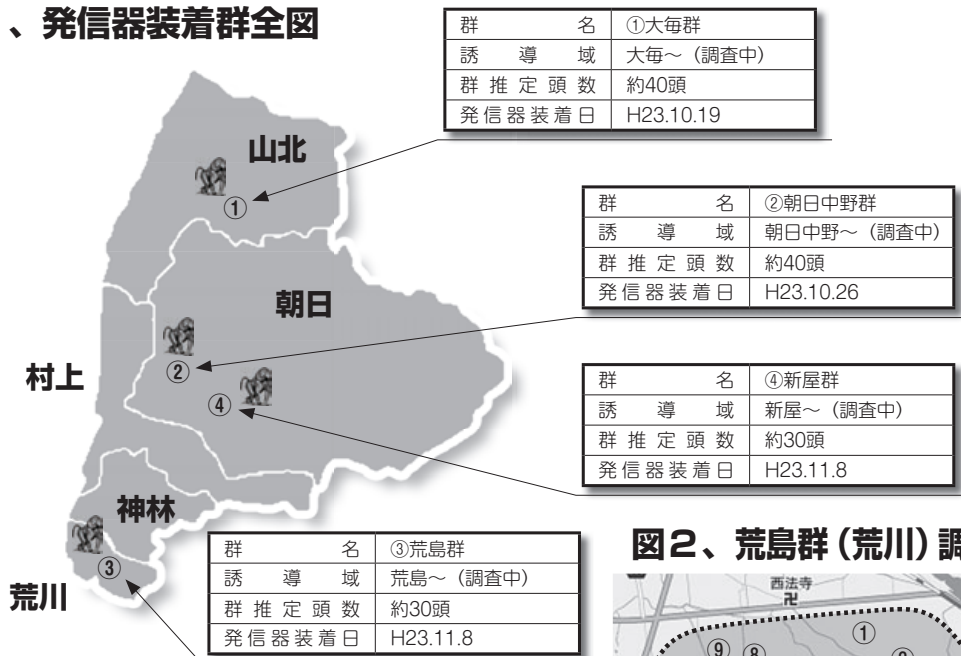 、発信器装着群全図
群名 ①大毎群
誘導域 大毎～（調査中）
群推定頭数 約40頭
発信器装着日 H23.10.19
山北
①
群名 ②朝日中野群
誘導域 朝日中野～（調査中）
群推定頭数 約40頭
発信器装着日 H23.10.26
朝日
②
村上
④
群名 ④新屋群
誘導域 新屋～（調査中）
群推定頭数 約30頭
発信器装着日 H23.11.8
神林
③
荒川
群名 ③荒島群
誘導域 荒島～（調査中）
群推定頭数 約30頭
発信器装着日 H23.11.8
図2、荒島群（荒川）調
西法寺
卍
①
⑨ ⑧